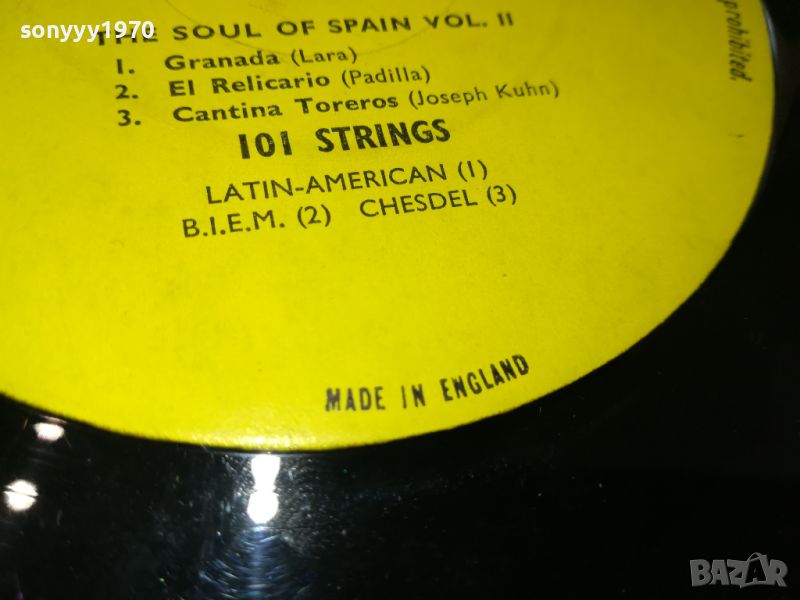 sonyyy1970
THE SOUL OF SPAIN VOL. II
1. Granada (Lara)
2. El Relicario (Padilla)
3. Cantina Toreros (Joseph Kuhn)
101 STRINGS
LATIN-AMERICAN (1)
B.I.E.M. (2) CHESDEL (3)
MADE IN ENGLAND
prohibited.
BAZAR